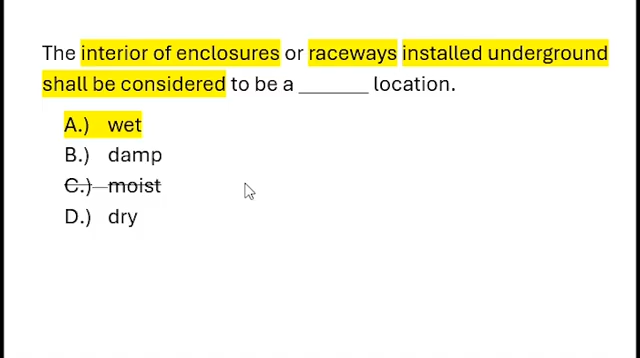 The interior of enclosures or raceways installed underground
shall be considered to be a _______ location.
A.) wet
B.) damp
C.) moist
D.) dry